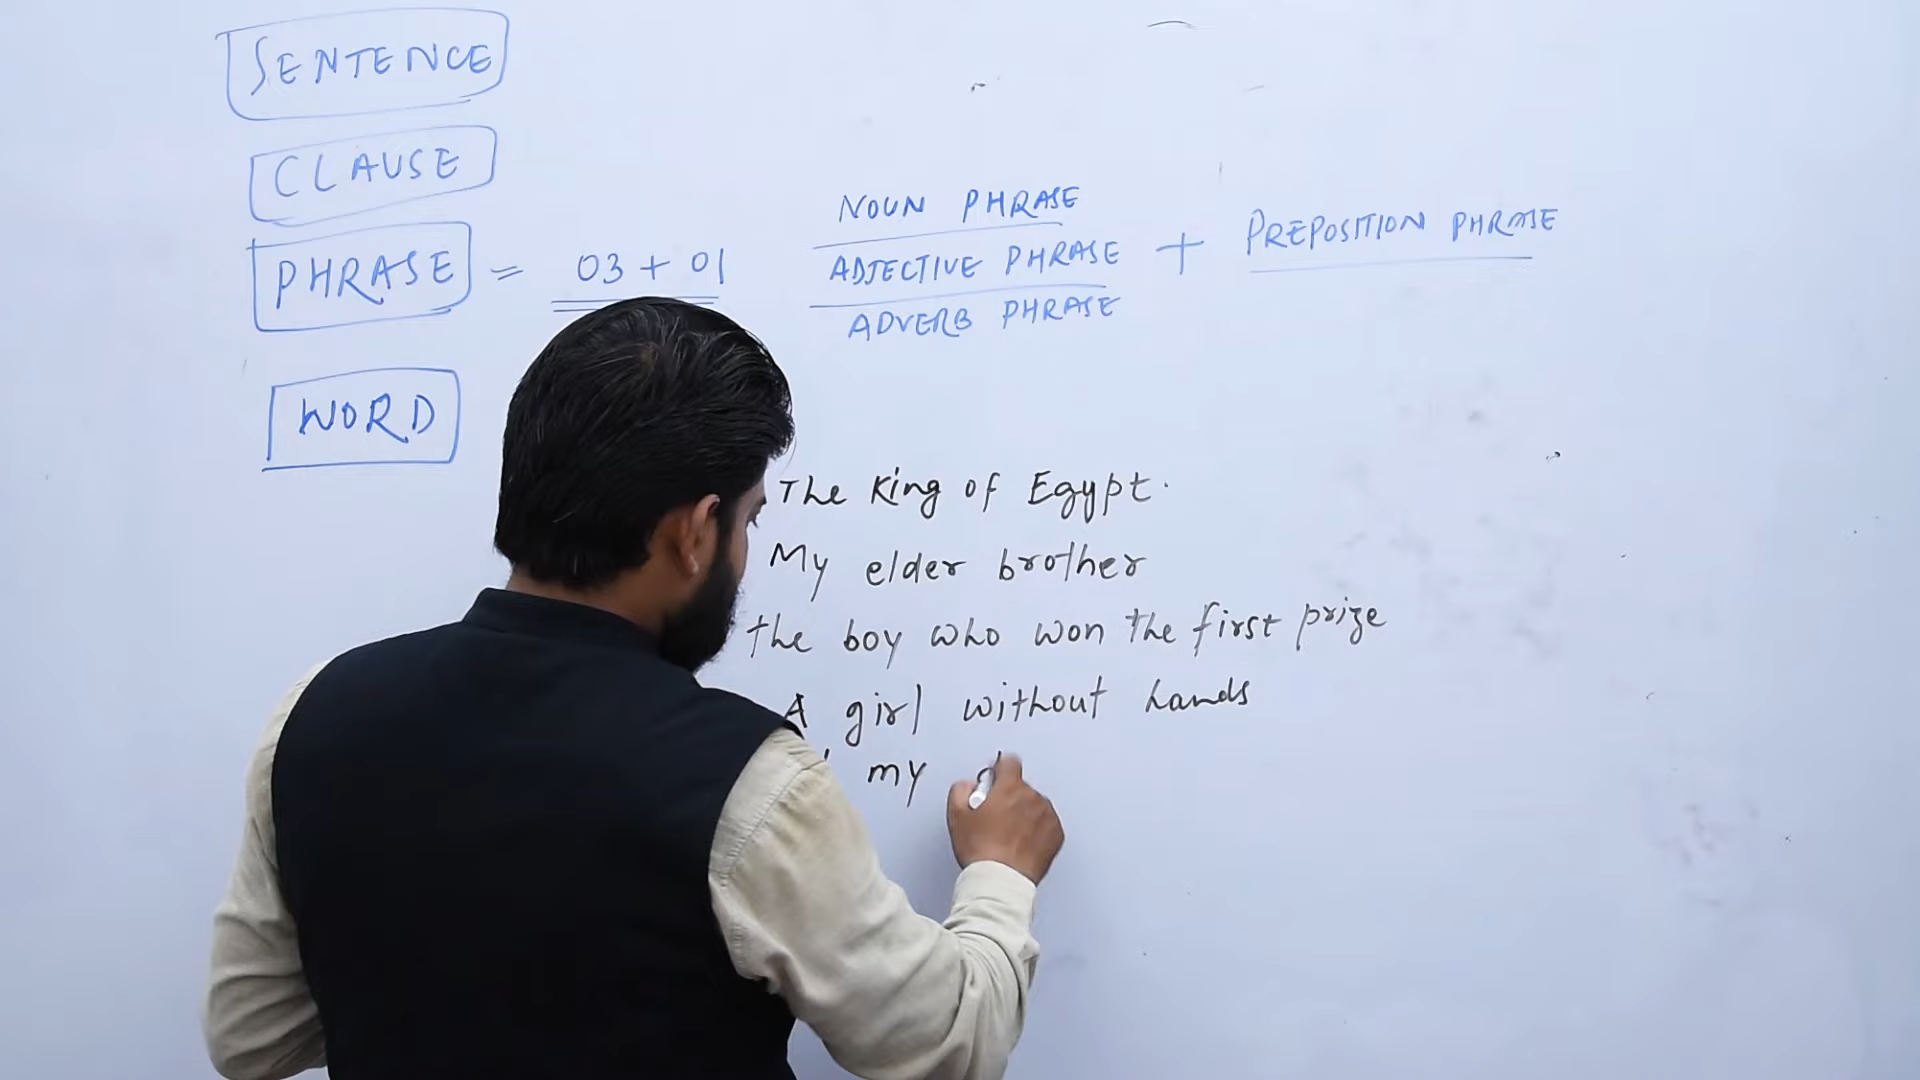 SENTENCE
CLAUSE
PHRASE = 03 + 01
NOUN PHRASE
ADJECTIVE PHRASE + PREPOSITION PHRASE
ADVERB PHRASE
WORD
The King of Egypt.
My elder brother
the boy who won the first prize
A girl without hands
my